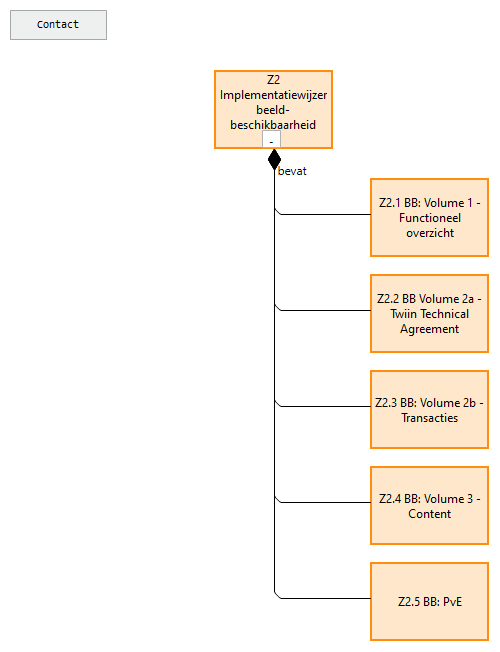 Contact
Z2
Implementatiewijzer
beeld-
beschikbaarheid
-
bevat
Z2.1 BB: Volume 1 -
Functioneel
overzicht
Z2.2 BB Volume 2a -
Twiin Technical
Agreement
Z2.3 BB: Volume 2b -
Transacties
Z2.4 BB: Volume 3 -
Content
Z2.5 BB: PvE